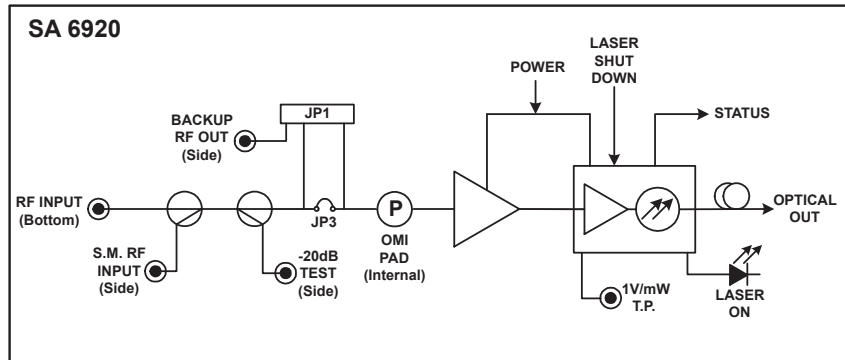 SA 6920
LASER
SHUT
DOWN
POWER
JP1
BACKUP
RF OUT
(Side)
STATUS
RF INPUT
(Bottom)
JP3
P
OPTICAL
OUT
S.M. RF
INPUT
(Side)
-20dB
TEST
(Side)
OMI
PAD
(Internal)
1V/mW
T.P.
LASER
ON